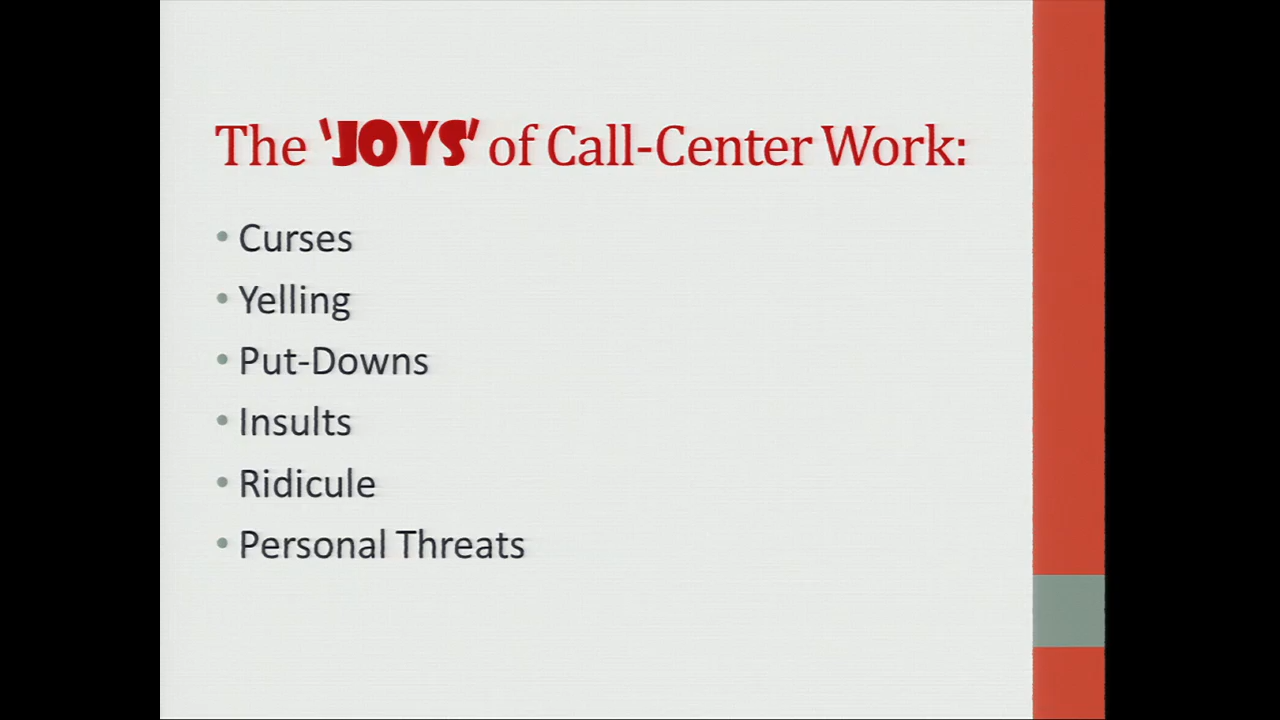 The 'JOYS' of Call-Center Work:
• Curses
• Yelling
• Put-Downs
• Insults
• Ridicule
• Personal Threats